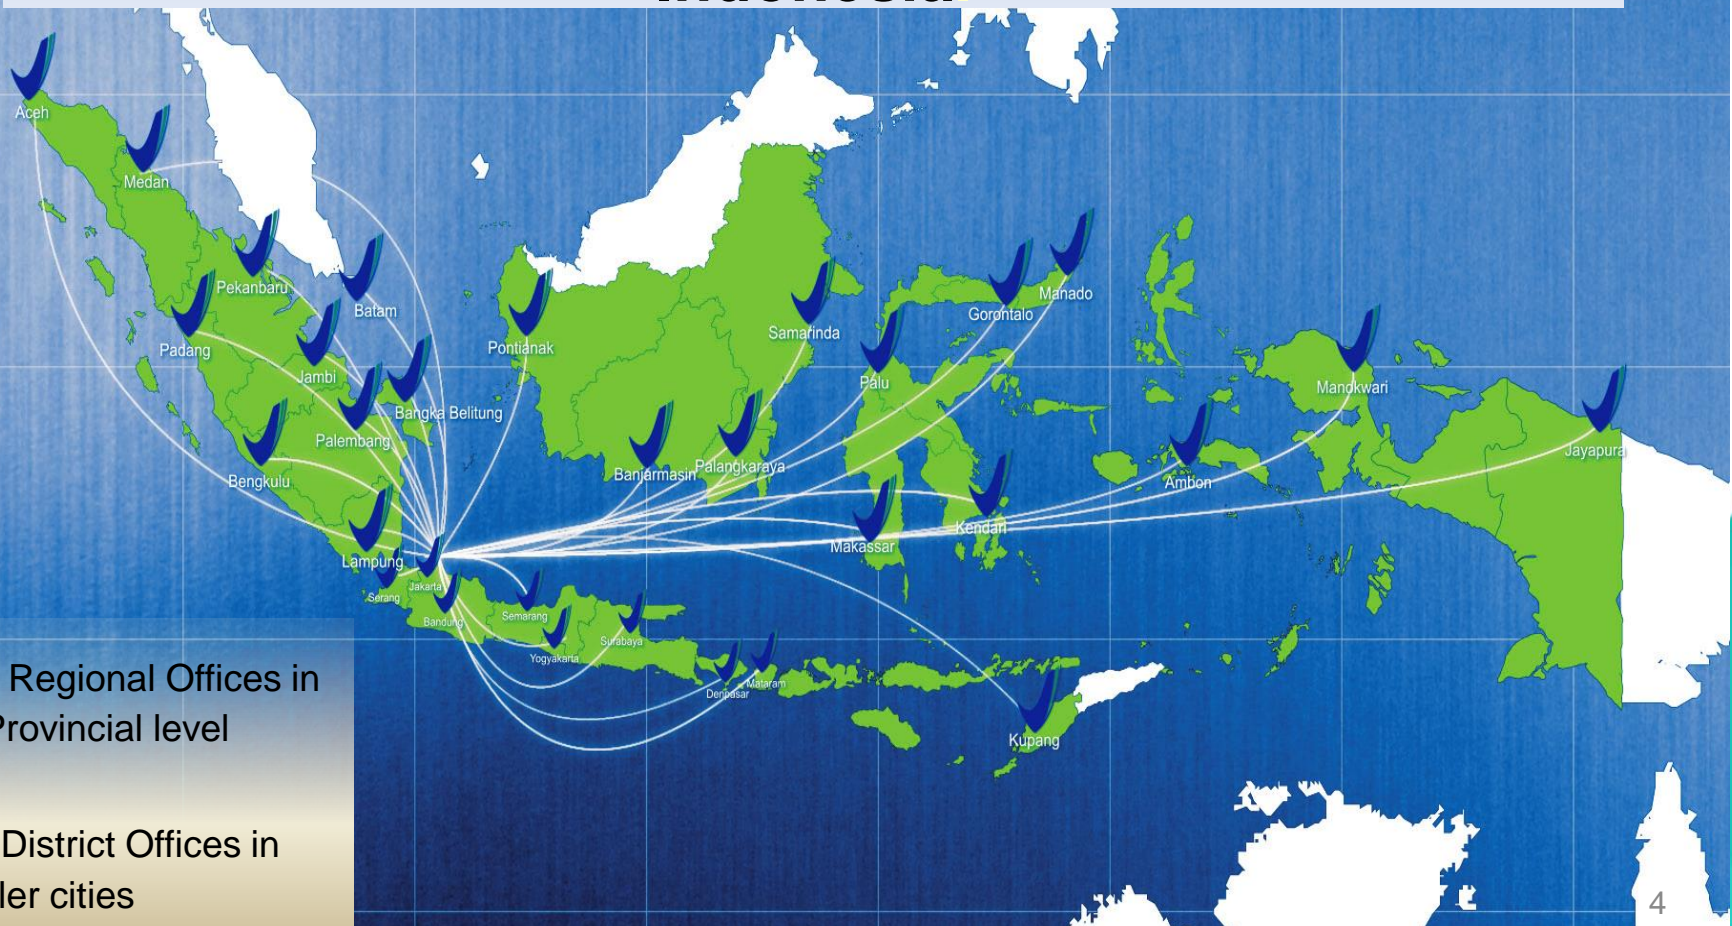 Indonesia.
Aceh
Medan
Pekanbaru
Batam
Padang
Jambi
Bangka Belitung
Palembang
Bengkulu
Lampung
Serang
Jakarta
Bandung
Semarang
Yogyakarta
Surabaya
Denpasar
Mataram
Pontianak
Samarinda
Banjarmasin
Palangkaraya
Gorontalo
Manado
Palu
Makassar
Kendari
Ambon
Manokwari
Jayapura
Kupang
Regional Offices in
Provincial level
District Offices in
ler cities
4